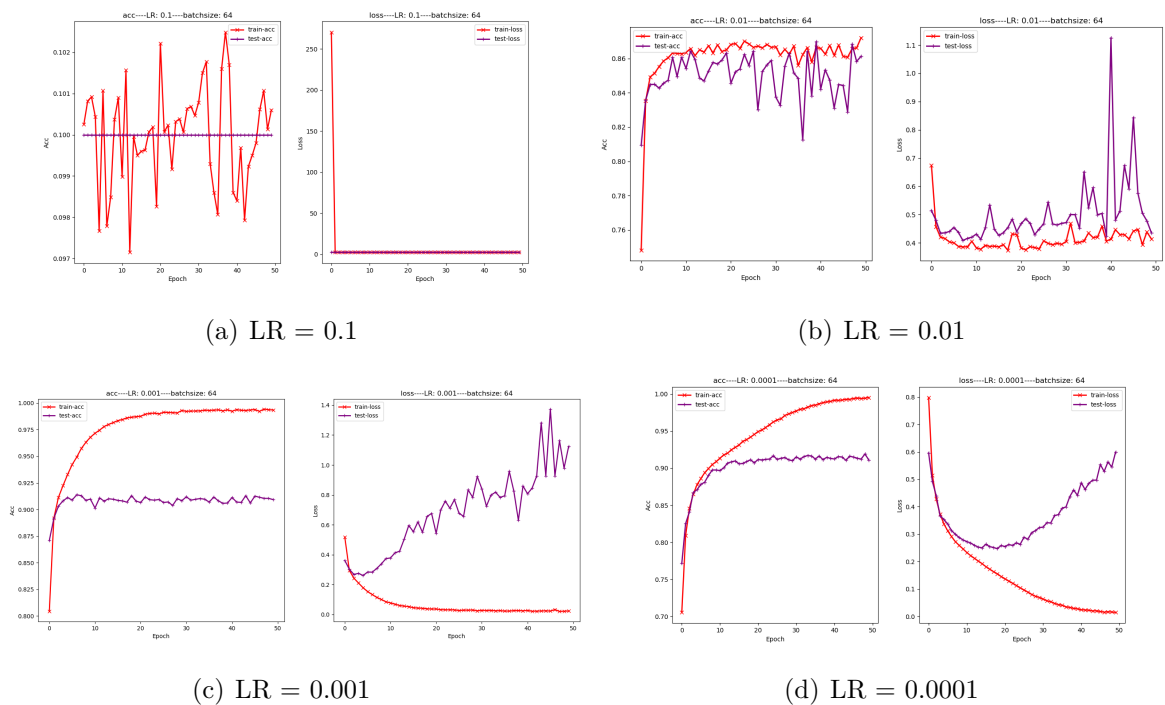 acc----LR: 0.1----batchsize: 64
train-acc
test-acc
0.102
0.101
0.100
0.099
0.098
0.097
Acc
0 10 20 30 40 50
Epoch
loss----LR: 0.1----batchsize: 64
train-loss
test-loss
250
200
150
100
50
0
Loss
0 10 20 30 40 50
Epoch
(a) LR = 0.1
acc----LR: 0.01----batchsize: 64
train-acc
test-acc
0.86
0.84
0.82
0.80
0.78
0.76
Acc
0 10 20 30 40 50
Epoch
loss----LR: 0.01----batchsize: 64
train-loss
test-loss
1.1
1.0
0.9
0.8
0.7
0.6
0.5
0.4
Loss
0 10 20 30 40 50
Epoch
(b) LR = 0.01
acc----LR: 0.001----batchsize: 64
train-acc
test-acc
1.000
0.975
0.950
0.925
0.900
0.875
0.850
0.825
0.800
Acc
0 10 20 30 40 50
Epoch
loss----LR: 0.001----batchsize: 64
train-loss
test-loss
1.4
1.2
1.0
0.8
0.6
0.4
0.2
0.0
Loss
0 10 20 30 40 50
Epoch
(c) LR = 0.001
acc----LR: 0.0001----batchsize: 64
train-acc
test-acc
1.00
0.95
0.90
0.85
0.80
0.75
0.70
Acc
0 10 20 30 40 50
Epoch
loss----LR: 0.0001----batchsize: 64
train-loss
test-loss
0.8
0.7
0.6
0.5
0.4
0.3
0.2
0.1
0.0
Loss
0 10 20 30 40 50
Epoch
(d) LR = 0.0001